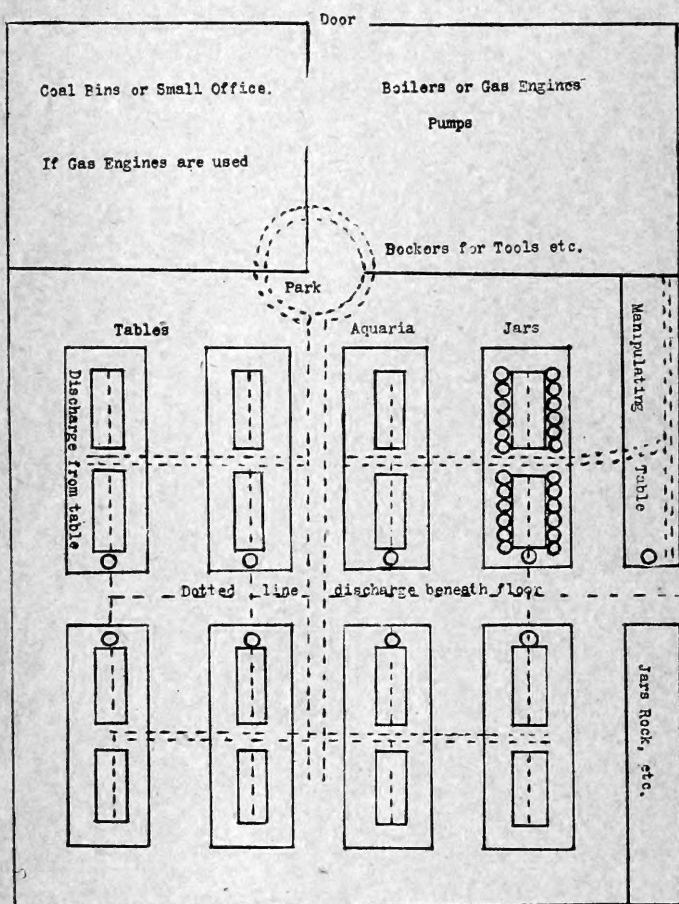 Door
Coal Bins or Small Office.
If Gas Engines are used
Boilers or Gas Engines
Pumps
Bockers for Tools etc.
Park
Tables
Aquaria
Jars
Manipulating Table
Discharge from table
Dotted line discharge beneath floor
Jars Rock, etc.